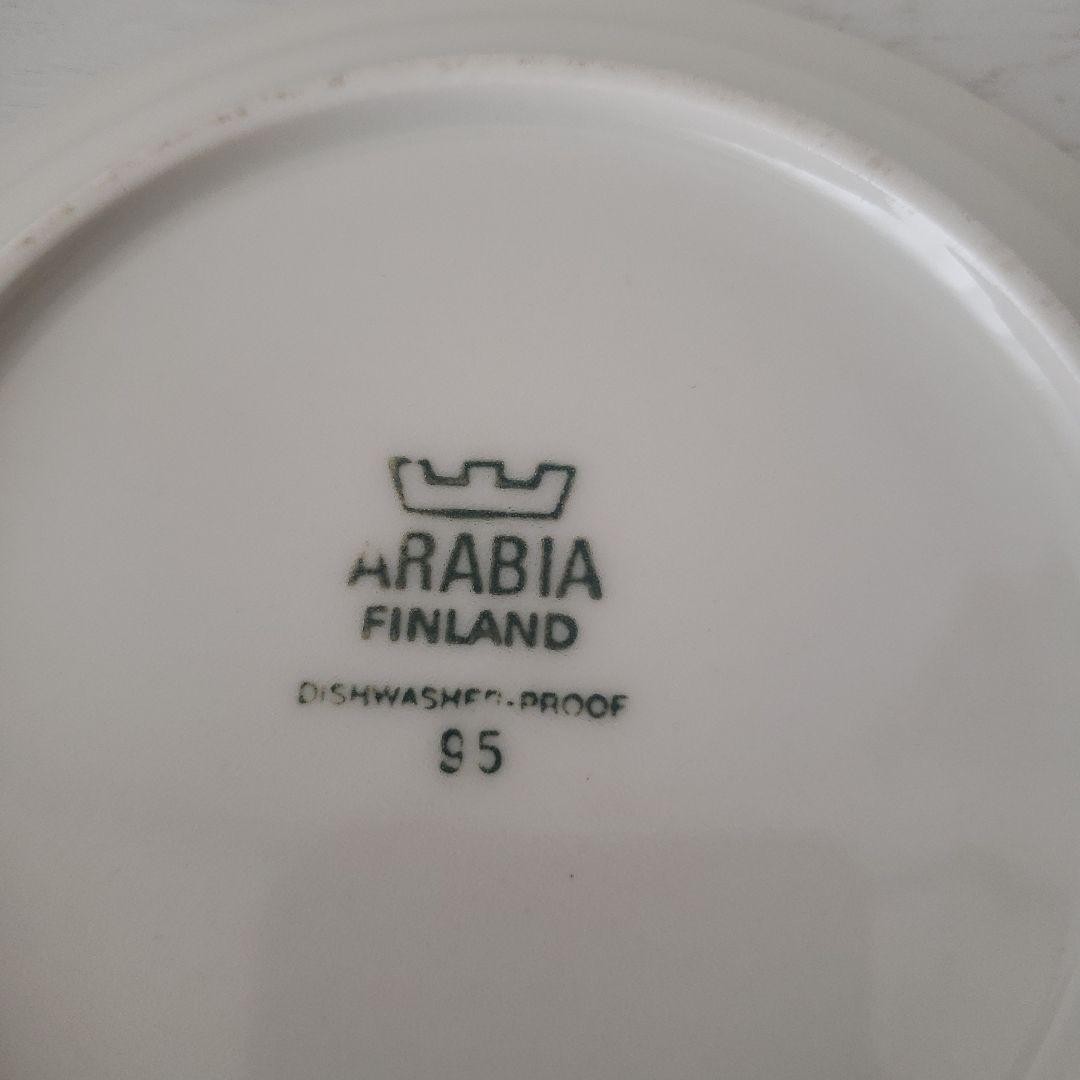 ARABIA
FINLAND
DISHWASHER-PROOF
95